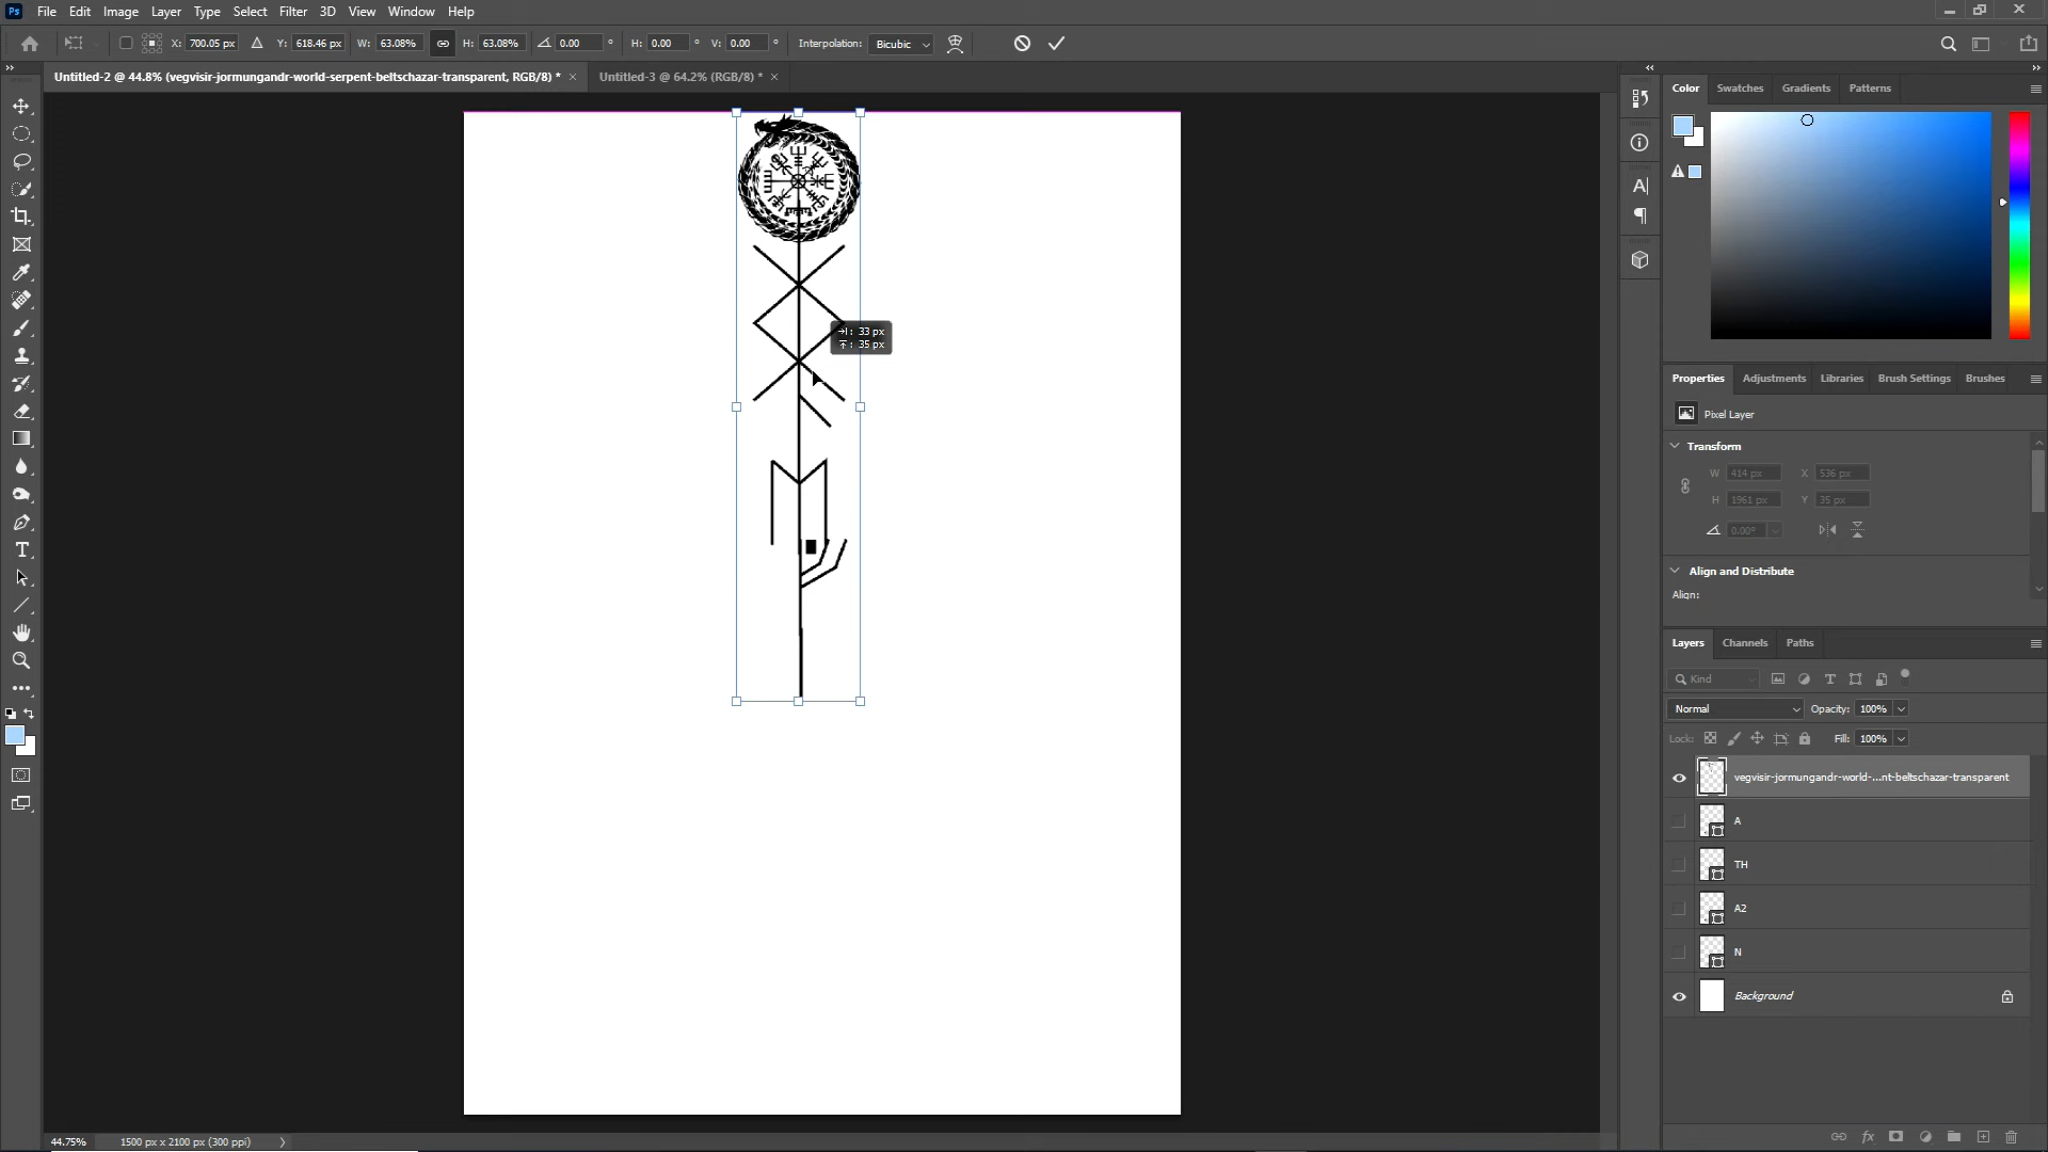 Ps File Edit Image Layer Type Select Filter 3D View Window Help
X: 700.05 px Y: 618.46 px W: 63.08% H: 63.08% 0.00 ° H: 0.00 ° V: 0.00 ° Interpolation: Bicubic
Untitled-2 @ 44.8% (vegvisir-jormungandr-world-serpent-beltschazar-transparent, RGB/8) * × Untitled-3 @ 64.2% (RGB/8) * ×
Color Swatches Gradients Patterns
: 33 px
: 35 px
Properties Adjustments Libraries Brush Settings Brushes
Pixel Layer
Transform
W 414 px X 536 px
H 1961 px Y 35 px
0.00°
Align and Distribute
Align:
Layers Channels Paths
Kind
Normal Opacity: 100%
Lock: Fill: 100%
vegvisir-jormungandr-world-...nt-beltschazar-transparent
A
TH
A2
N
Background
fx
44.75% 1500 px x 2100 px (300 ppi)